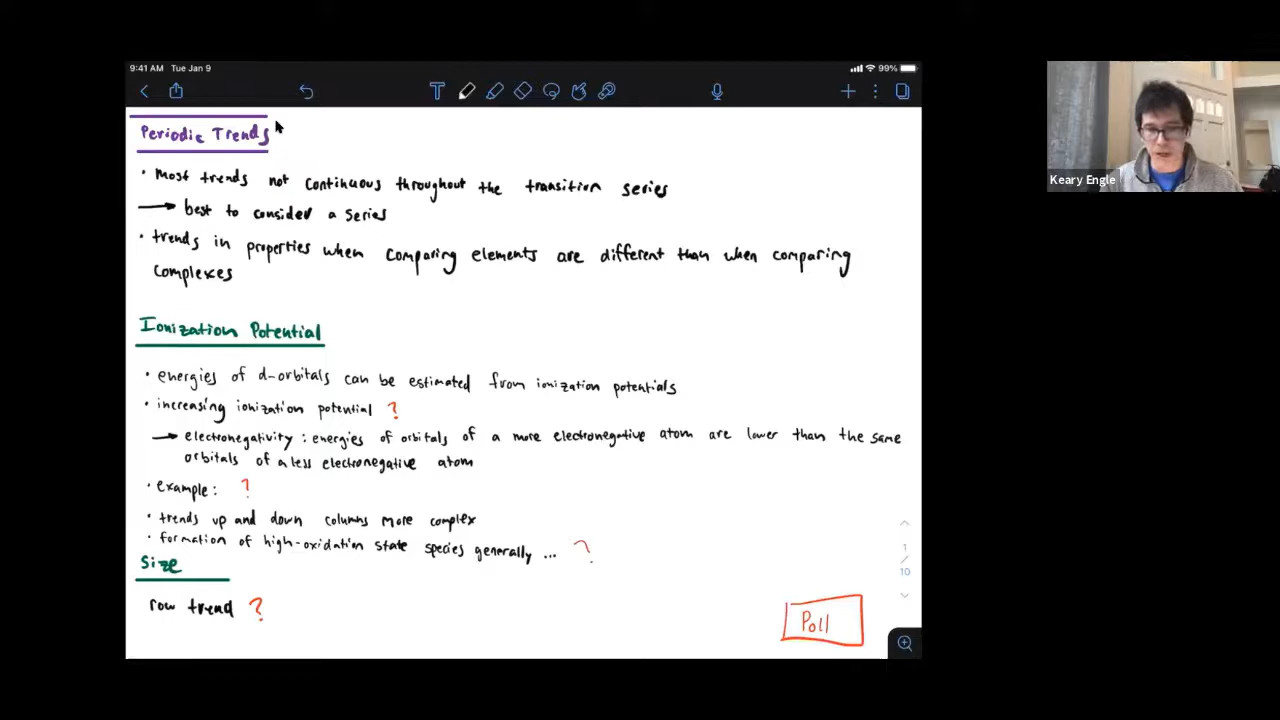 9:41 AM Tue Jan 9
99%
Periodic Trends
• Most trends not continuous throughout the transition series
→ best to consider a series
• trends in properties when comparing elements are different than when comparing
complexes
Ionization Potential
• energies of d-orbitals can be estimated from ionization potentials
• increasing ionization potential ?
→ electronegativity : energies of orbitals of a more electronegative atom are lower than the same
orbitals of a less electronegative atom
• example : ?
• trends up and down columns more complex
• formation of high-oxidation state species generally ... ?
Size
row trend ?
Poll
1
/
10
T
Keary Engle